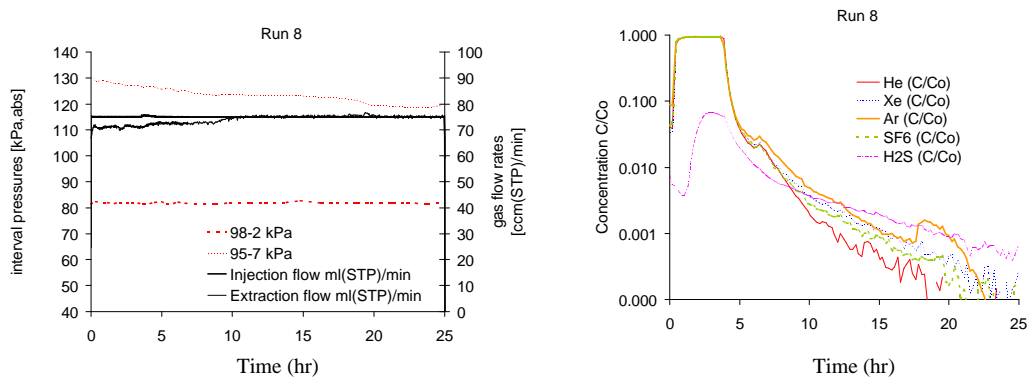 Run 8
140
130
120
110
100
90
80
70
60
50
40
interval pressures [kPa,abs]
100
90
80
70
60
50
40
30
20
10
0
gas flow rates
[ccm(STP)/min]
98-2 kPa
95-7 kPa
Injection flow ml(STP)/min
Extraction flow ml(STP)/min
0 5 10 15 20 25
Time (hr)
Run 8
1.000
0.100
0.010
0.001
0.000
Concentration C/Co
He (C/Co)
Xe (C/Co)
Ar (C/Co)
SF6 (C/Co)
H2S (C/Co)
0 5 10 15 20 25
Time (hr)